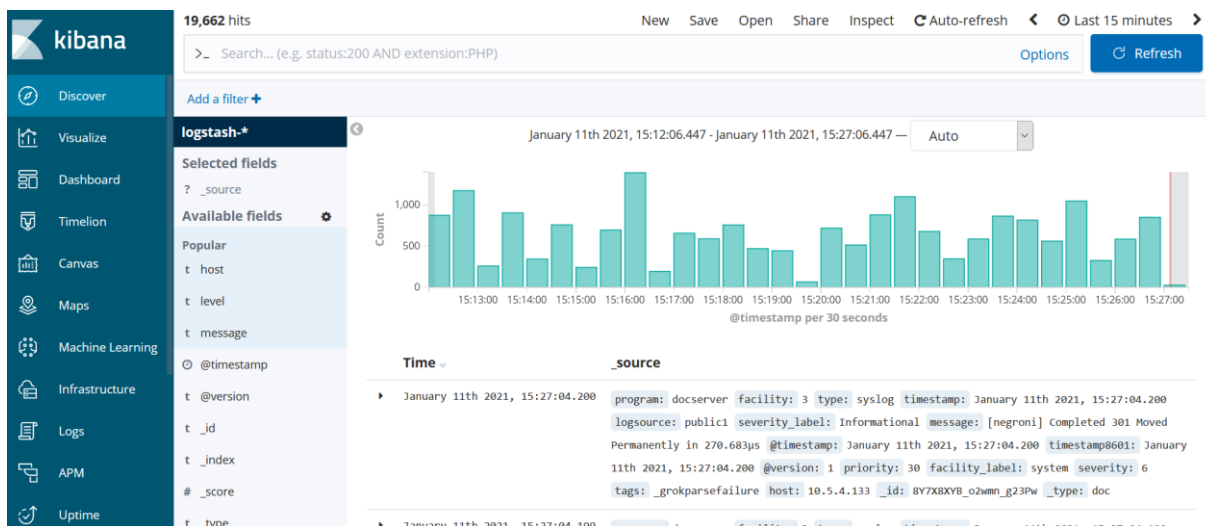 kibana
Discover
Visualize
Dashboard
Timelion
Canvas
Maps
Machine Learning
Infrastructure
Logs
APM
Uptime
19,662 hits
New Save Open Share Inspect C Auto-refresh < Last 15 minutes >
>_ Search... (e.g. status:200 AND extension:PHP) Options Refresh
Add a filter +
logstash-*
Selected fields
? _source
Available fields
Popular
t host
t level
t message
@timestamp
t @version
t _id
t _index
# _score
t _type
January 11th 2021, 15:12:06.447 - January 11th 2021, 15:27:06.447 — Auto
Count
1,000
500
0
15:13:00 15:14:00 15:15:00 15:16:00 15:17:00 15:18:00 15:19:00 15:20:00 15:21:00 15:22:00 15:23:00 15:24:00 15:25:00 15:26:00 15:27:00
@timestamp per 30 seconds
Time _source
January 11th 2021, 15:27:04.200 program: docserver facility: 3 type: syslog timestamp: January 11th 2021, 15:27:04.200
logsource: public1 severity_label: Informational message: [negroni] Completed 301 Moved
Permanently in 270.683µs @timestamp: January 11th 2021, 15:27:04.200 timestamp8601: January
11th 2021, 15:27:04.200 @version: 1 priority: 30 facility_label: system severity: 6
tags: _grokparsefailure host: 10.5.4.133 _id: 8Y7X8XYB_o2wmn_g23Pw _type: doc